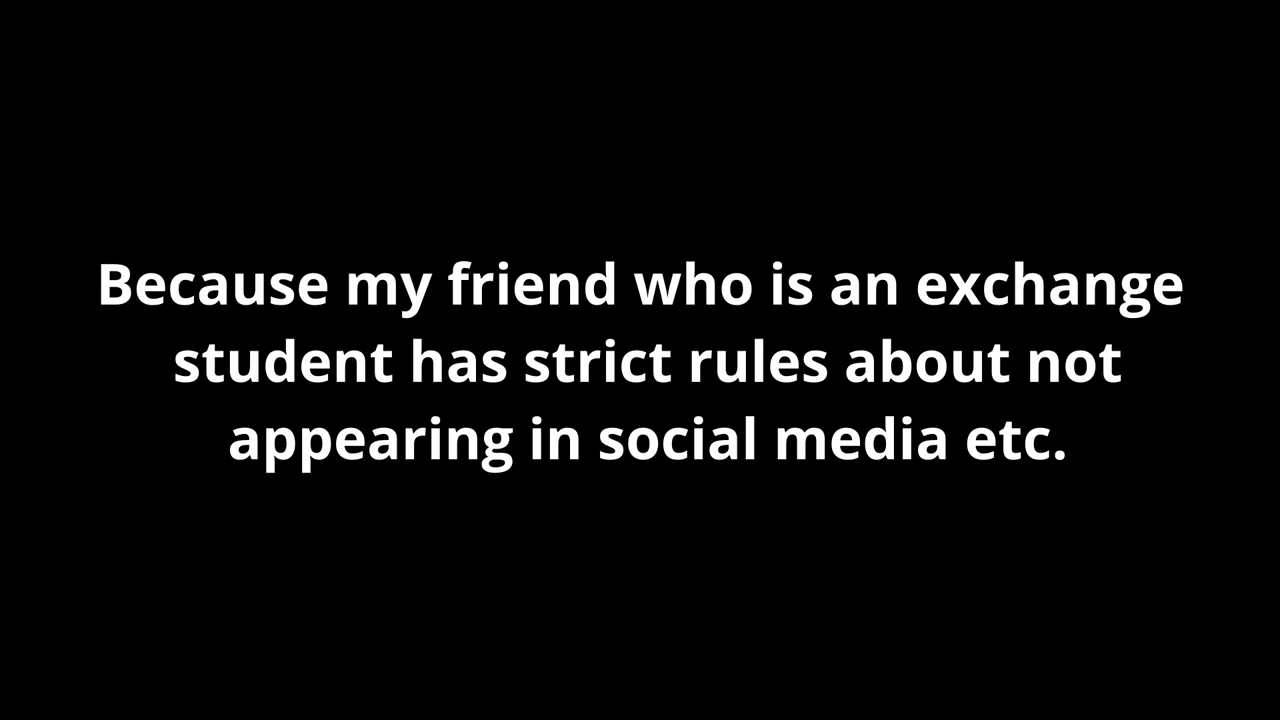 Because my friend who is an exchange
student has strict rules about not
appearing in social media etc.